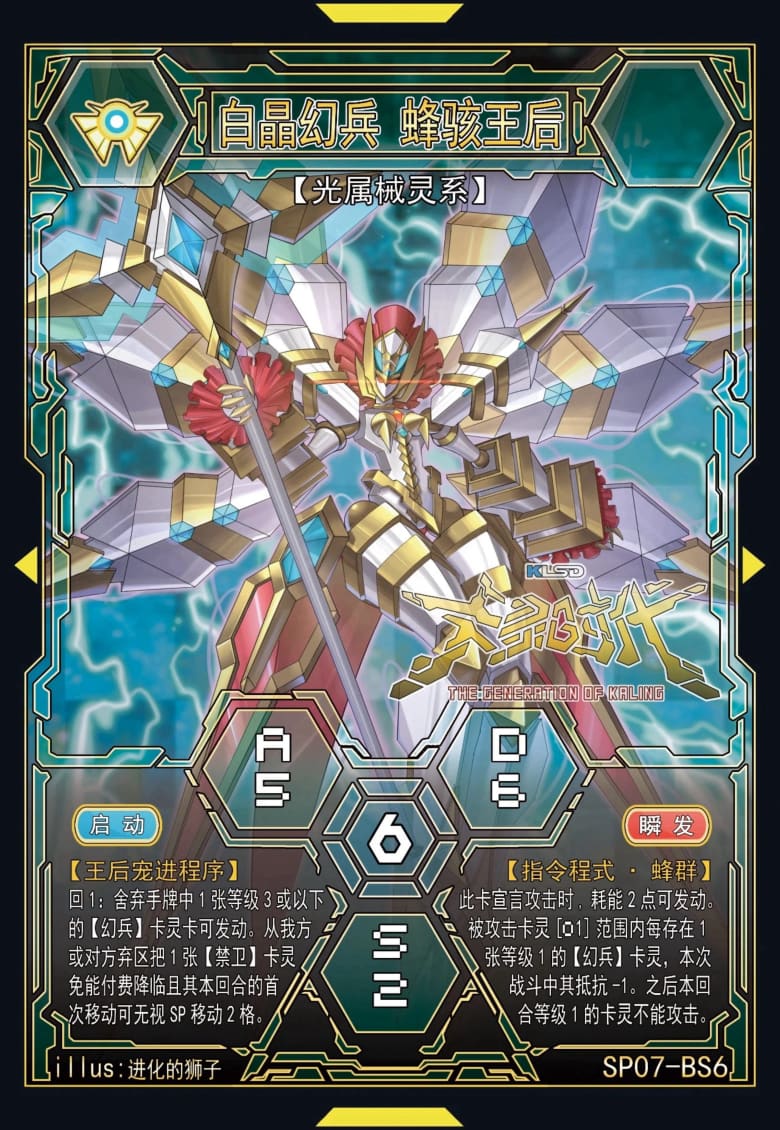 白晶幻兵 蜂骇王后
【光属械灵系】
KLSD
卡灵时代
THE GENERATION OF KALING
A
5
D
6
6
S
2
启动
【王后宠进程序】
回1：舍弃手牌中1张等级3或以下
的【幻兵】卡灵卡可发动。从我方
或对方弃区把1张【禁卫】卡灵
免能付费降临且其本回合的首
次移动可无视SP移动2格。
瞬发
【指令程式·蜂群】
此卡宣言攻击时，耗能2点可发动。
被攻击卡灵[1]范围内每存在1
张等级1的【幻兵】卡灵，本次
战斗中其抵抗-1。之后本回
合等级1的卡灵不能攻击。
illus:进化的狮子
SP07-BS6